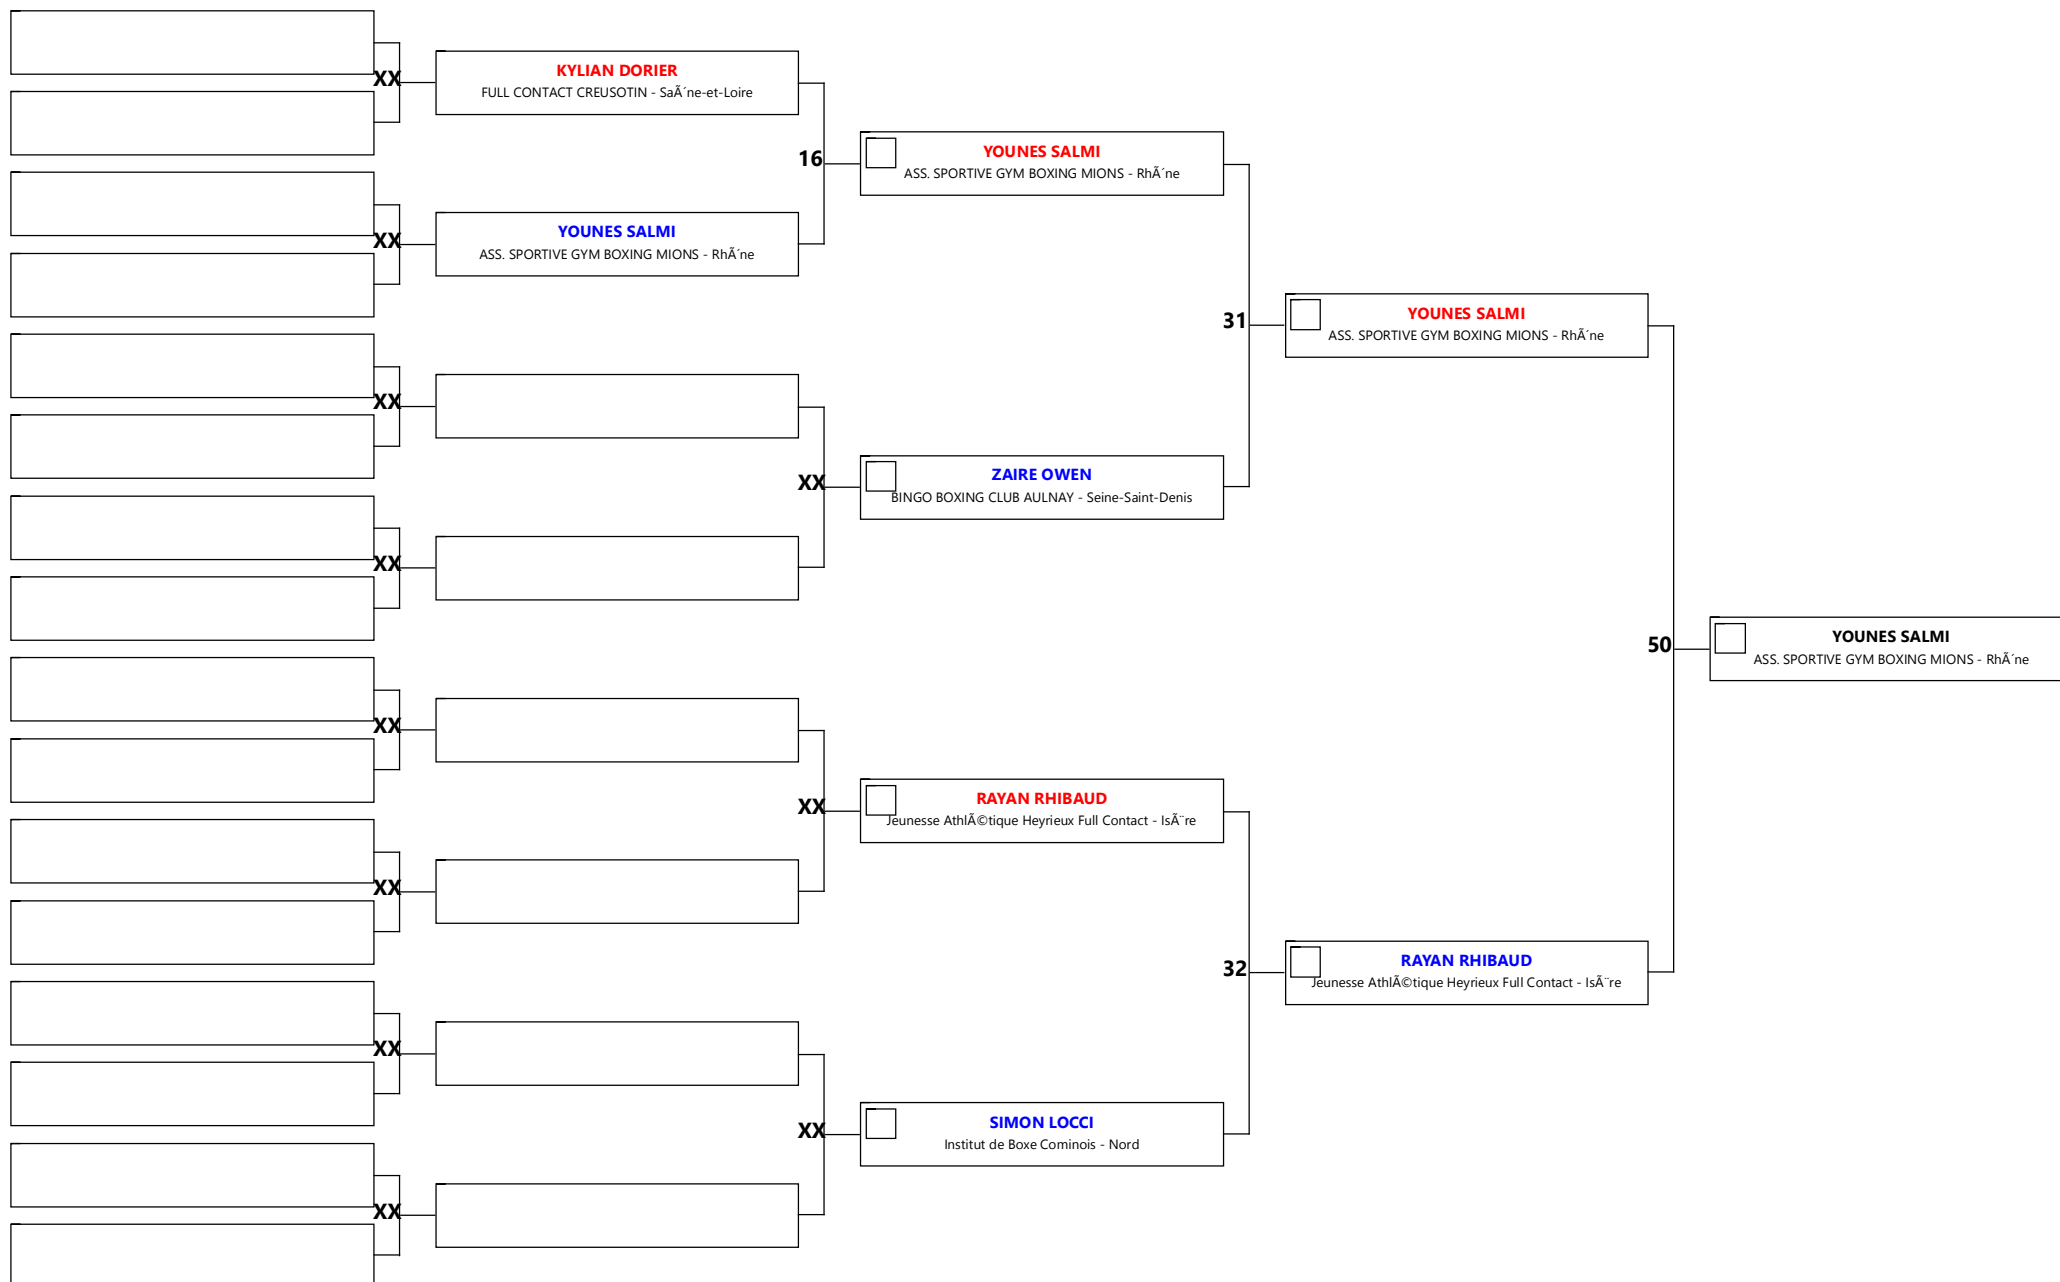 XX
KYLIAN DORIER
FULL CONTACT CREUSOTIN - SaÃ´ne-et-Loire
16
YOUNES SALMI
ASS. SPORTIVE GYM BOXING MIONS - RhÃ´ne
XX
YOUNES SALMI
ASS. SPORTIVE GYM BOXING MIONS - RhÃ´ne
31
YOUNES SALMI
ASS. SPORTIVE GYM BOXING MIONS - RhÃ´ne
XX
XX
ZAIRE OWEN
BINGO BOXING CLUB AULNAY - Seine-Saint-Denis
XX
50
YOUNES SALMI
ASS. SPORTIVE GYM BOXING MIONS - RhÃ´ne
XX
XX
RAYAN RHIBAUD
Jeunesse AthlÃ©tique Heyrieux Full Contact - IsÃ¨re
XX
32
RAYAN RHIBAUD
Jeunesse AthlÃ©tique Heyrieux Full Contact - IsÃ¨re
XX
XX
SIMON LOCCI
Institut de Boxe Cominois - Nord
XX